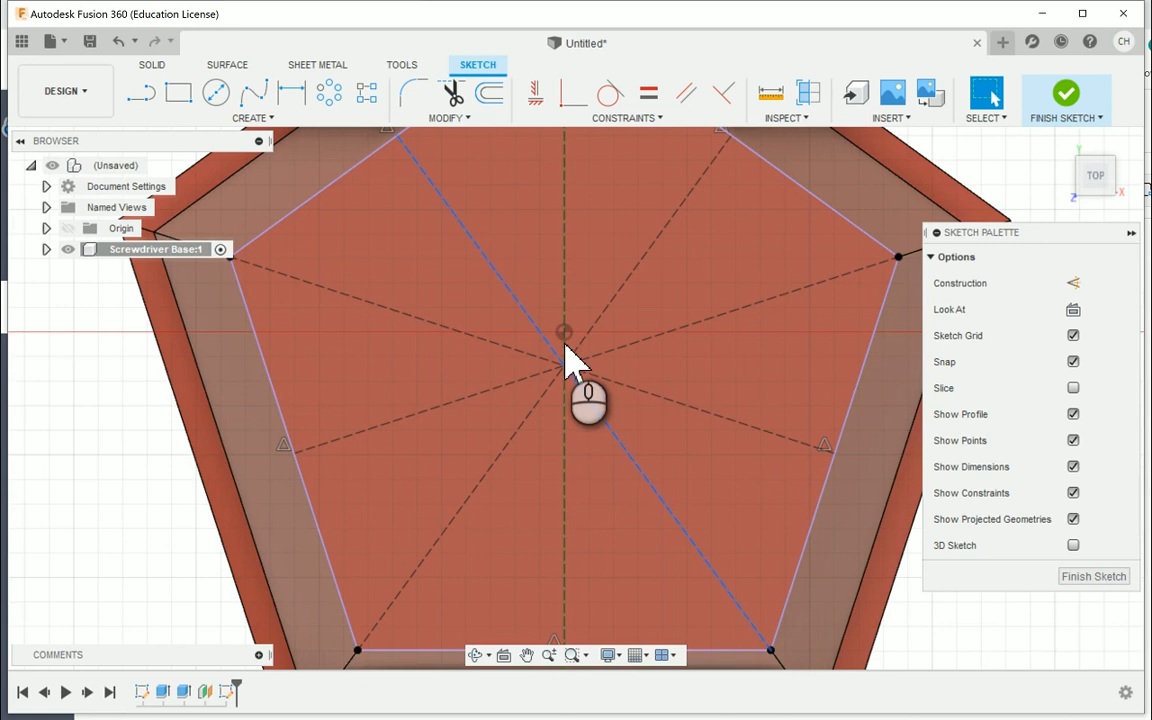 Autodesk Fusion 360 (Education License)
Untitled*
CH
SOLID
SURFACE
SHEET METAL
TOOLS
SKETCH
DESIGN
CREATE
MODIFY
CONSTRAINTS
INSPECT
INSERT
SELECT
FINISH SKETCH
BROWSER
(Unsaved)
Document Settings
Named Views
Origin
Screwdriver Base:1
Y
TOP
X
Z
SKETCH PALETTE
Options
Construction
Look At
Sketch Grid
Snap
Slice
Show Profile
Show Points
Show Dimensions
Show Constraints
Show Projected Geometries
3D Sketch
Finish Sketch
COMMENTS